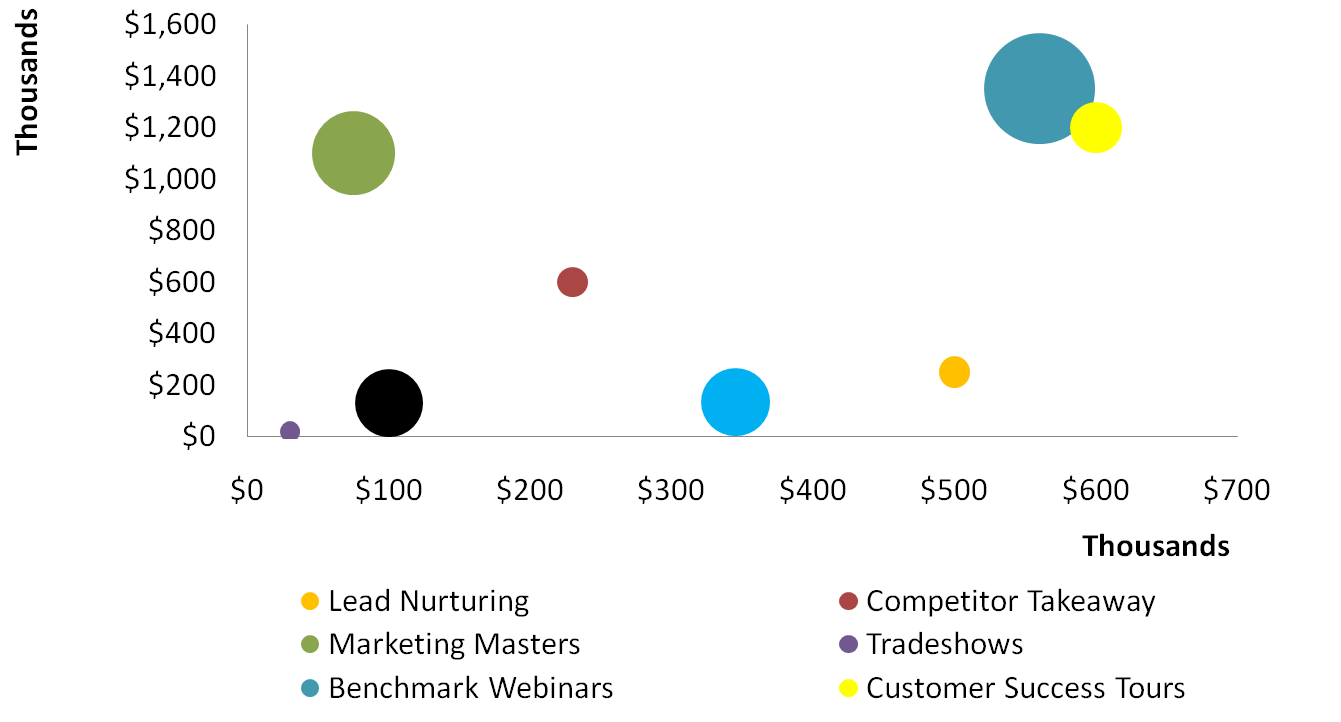 Thousands
$1,600
$1,400
$1,200
$1,000
$800
$600
$400
$200
$0
$0 $100 $200 $300 $400 $500 $600 $700
Thousands
Lead Nurturing Competitor Takeaway
Marketing Masters Tradeshows
Benchmark Webinars Customer Success Tours